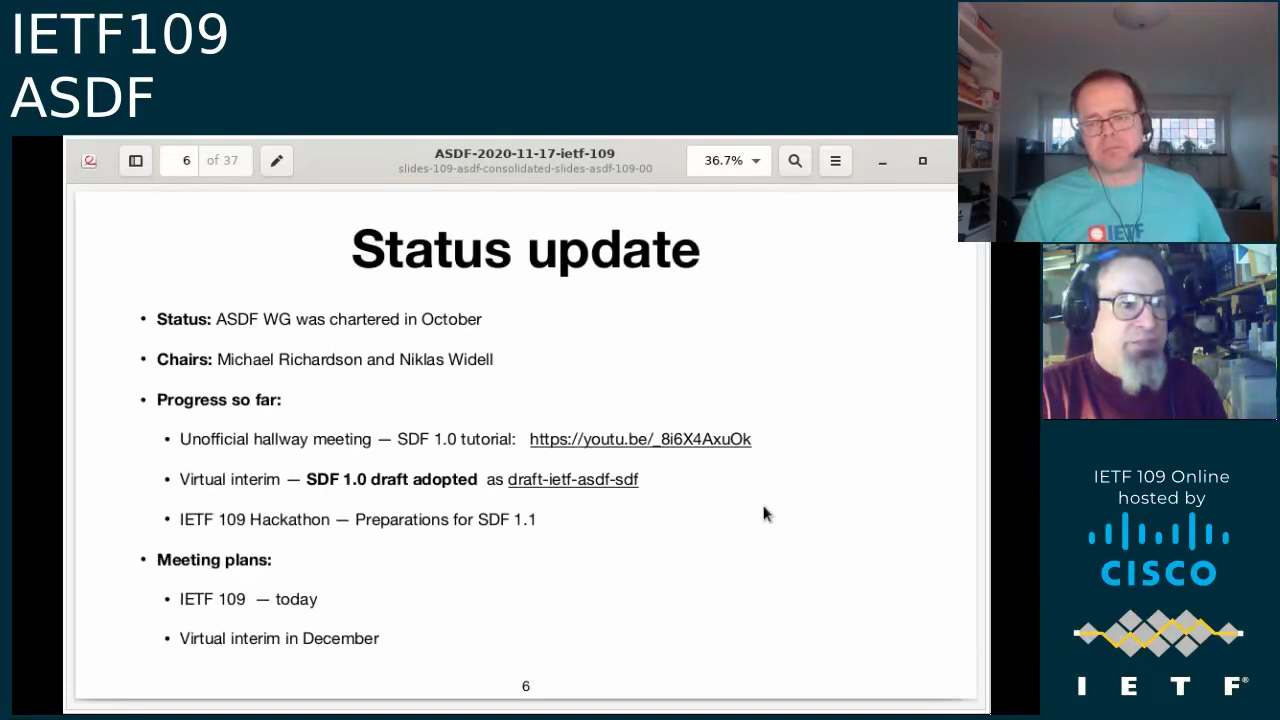 IETF109
ASDF
6 of 37
ASDF-2020-11-17-ietf-109
slides-109-asdf-consolidated-slides-asdf-109-00
36.7%
IETF
Status update
• Status: ASDF WG was chartered in October
• Chairs: Michael Richardson and Niklas Widell
• Progress so far:
• Unofficial hallway meeting — SDF 1.0 tutorial: https://youtu.be/_8i6X4AxuOk
• Virtual interim — SDF 1.0 draft adopted as draft-ietf-asdf-sdf
• IETF 109 Hackathon — Preparations for SDF 1.1
• Meeting plans:
• IETF 109 — today
• Virtual interim in December
6
IETF 109 Online
hosted by
CISCO
I E T F®